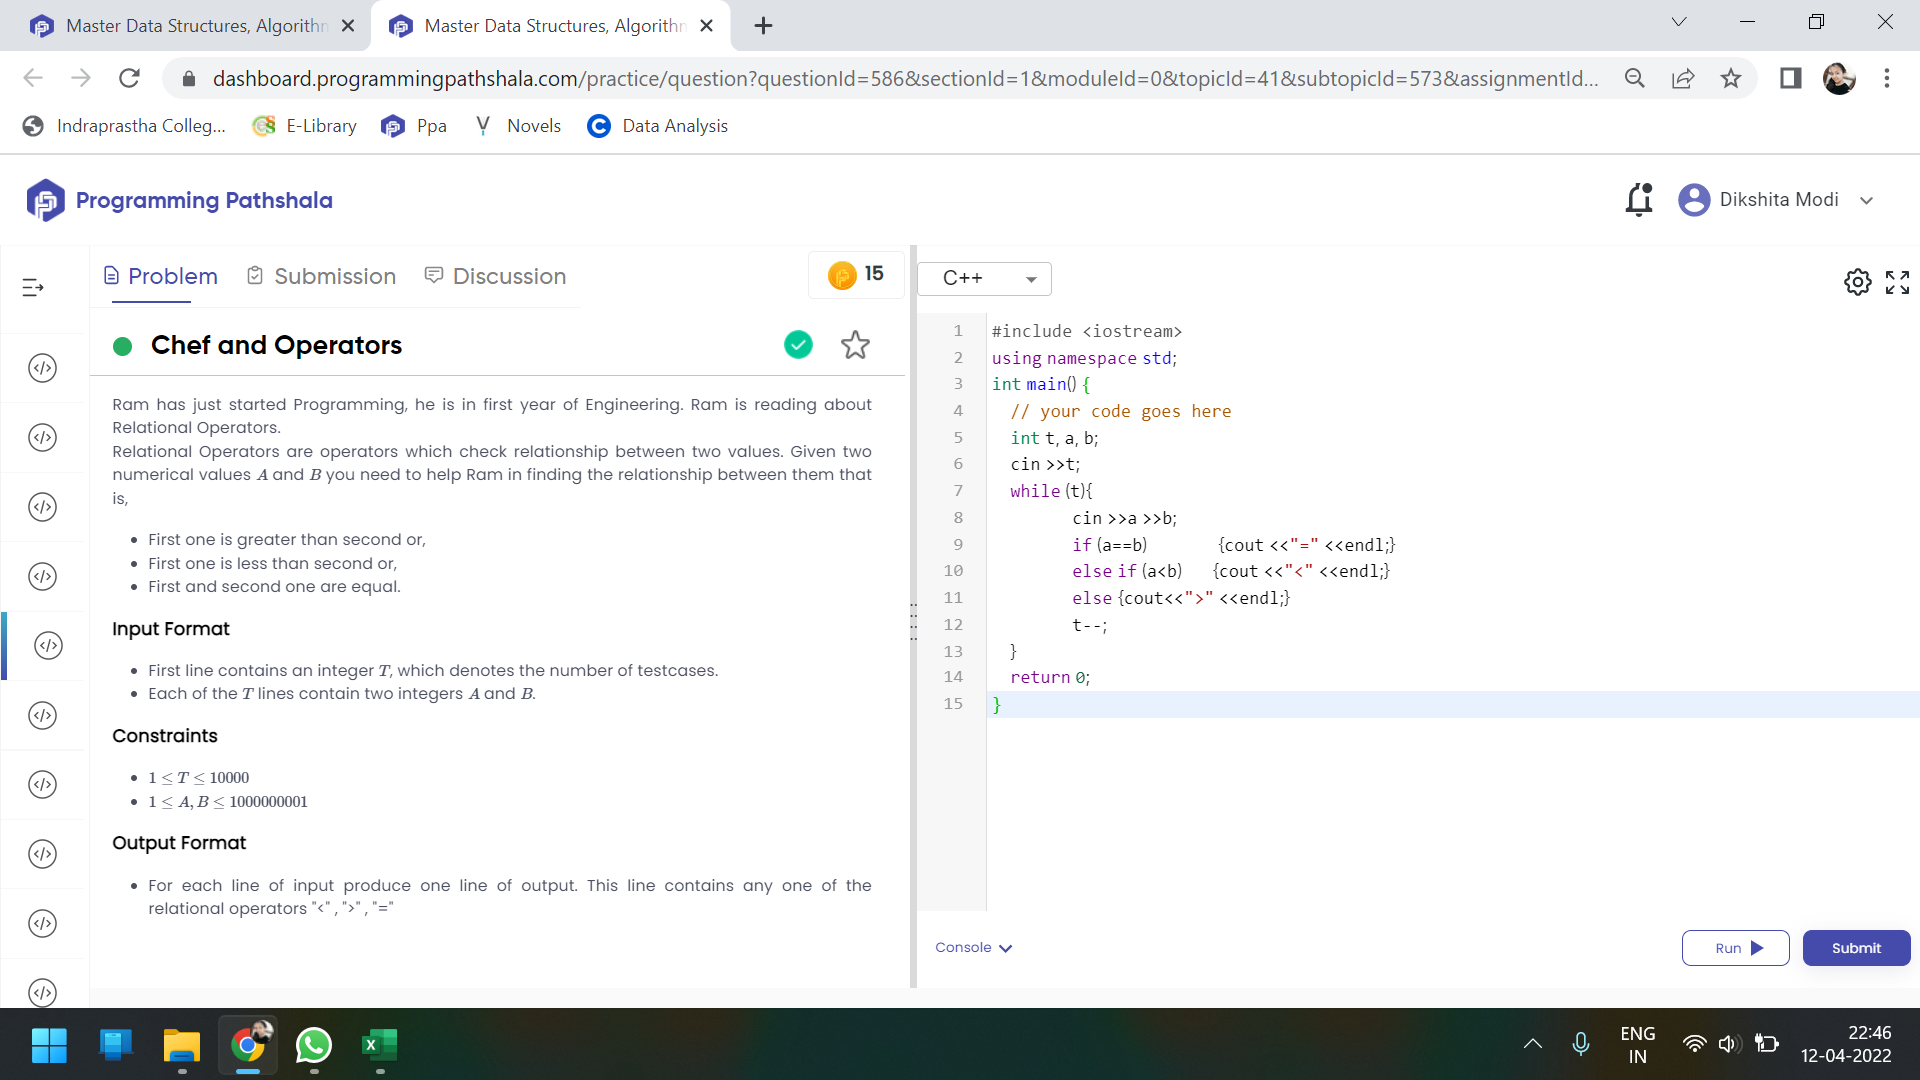 Master Data Structures, Algorithm
Master Data Structures, Algorithm
dashboard.programmingpathshala.com/practice/question?questionId=586&sectionId=1&moduleId=0&topicId=41&subtopicId=573&assignmentId...
Indraprastha Colleg...
E-Library
Ppa
Novels
Data Analysis
Programming Pathshala
Dikshita Modi
Problem
Submission
Discussion
15
Chef and Operators
Ram has just started Programming, he is in first year of Engineering. Ram is reading about
Relational Operators.
Relational Operators are operators which check relationship between two values. Given two
numerical values A and B you need to help Ram in finding the relationship between them that
is,
• First one is greater than second or,
• First one is less than second or,
• First and second one are equal.
Input Format
• First line contains an integer T, which denotes the number of testcases.
• Each of the T lines contain two integers A and B.
Constraints
• 1 ≤ T ≤ 10000
• 1 ≤ A, B ≤ 1000000001
Output Format
• For each line of input produce one line of output. This line contains any one of the
relational operators "<" , ">" , "="
C++
1 #include <iostream>
2 using namespace std;
3 int main() {
4 // your code goes here
5 int t, a, b;
6 cin >>t;
7 while (t){
8 cin >>a >>b;
9 if (a==b) {cout <<"=" <<endl;}
10 else if (a<b) {cout <<"<" <<endl;}
11 else {cout<<">" <<endl;}
12 t--;
13 }
14 return 0;
15 }
Console
Run
Submit
ENG
IN
22:46
12-04-2022